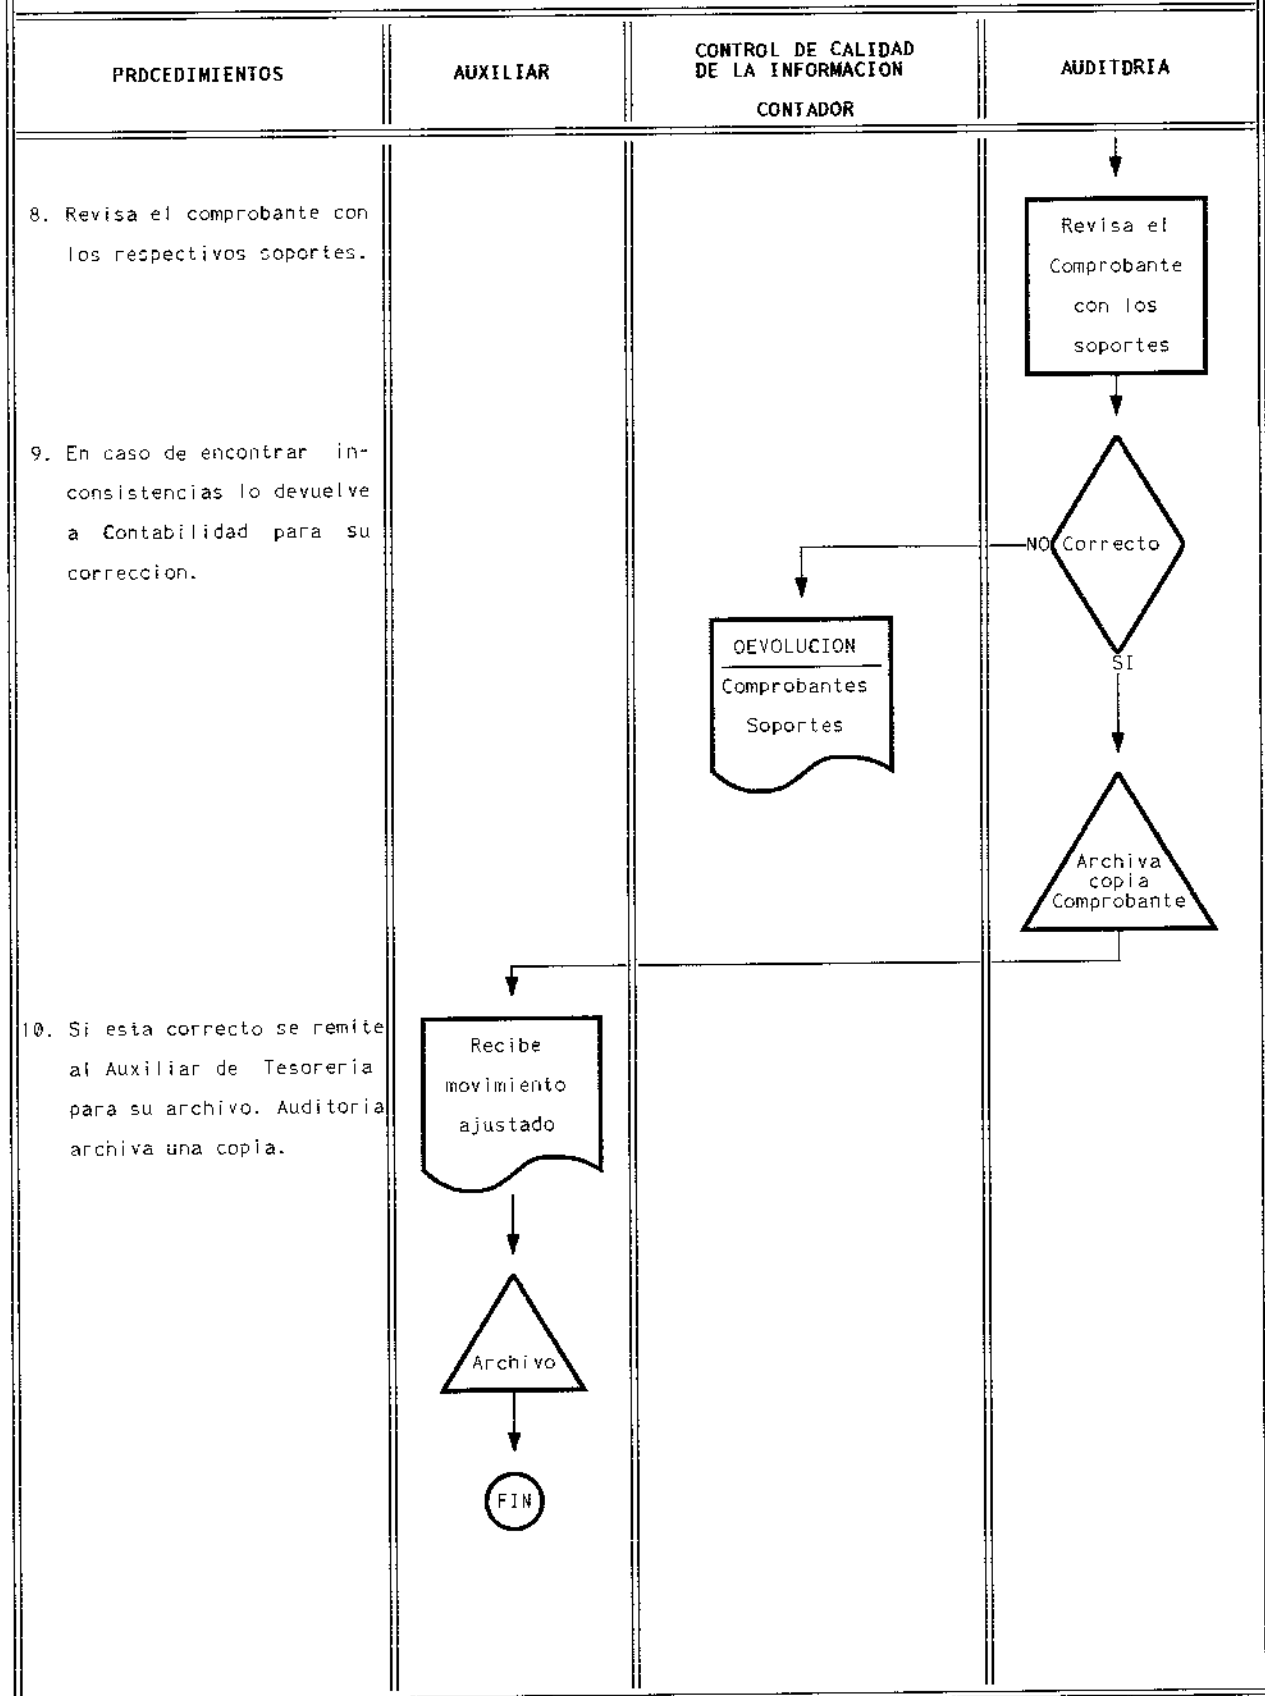 PROCEDIMIENTOS
AUXILIAR
CONTROL DE CALIDAD
DE LA INFORMACION
CONTADOR
AUDITORIA
8. Revisa el comprobante con
los respectivos soportes.
Revisa el
Comprobante
con los
soportes
9. En caso de encontrar in-
consistencias lo devuelve
a Contabilidad para su
correccion.
NO
Correcto
SI
DEVOLUCION
Comprobantes
Soportes
Archiva
copia
Comprobante
10. Si esta correcto se remite
al Auxiliar de Tesoreria
para su archivo. Auditoria
archiva una copia.
Recibe
movimiento
ajustado
Archivo
FIN